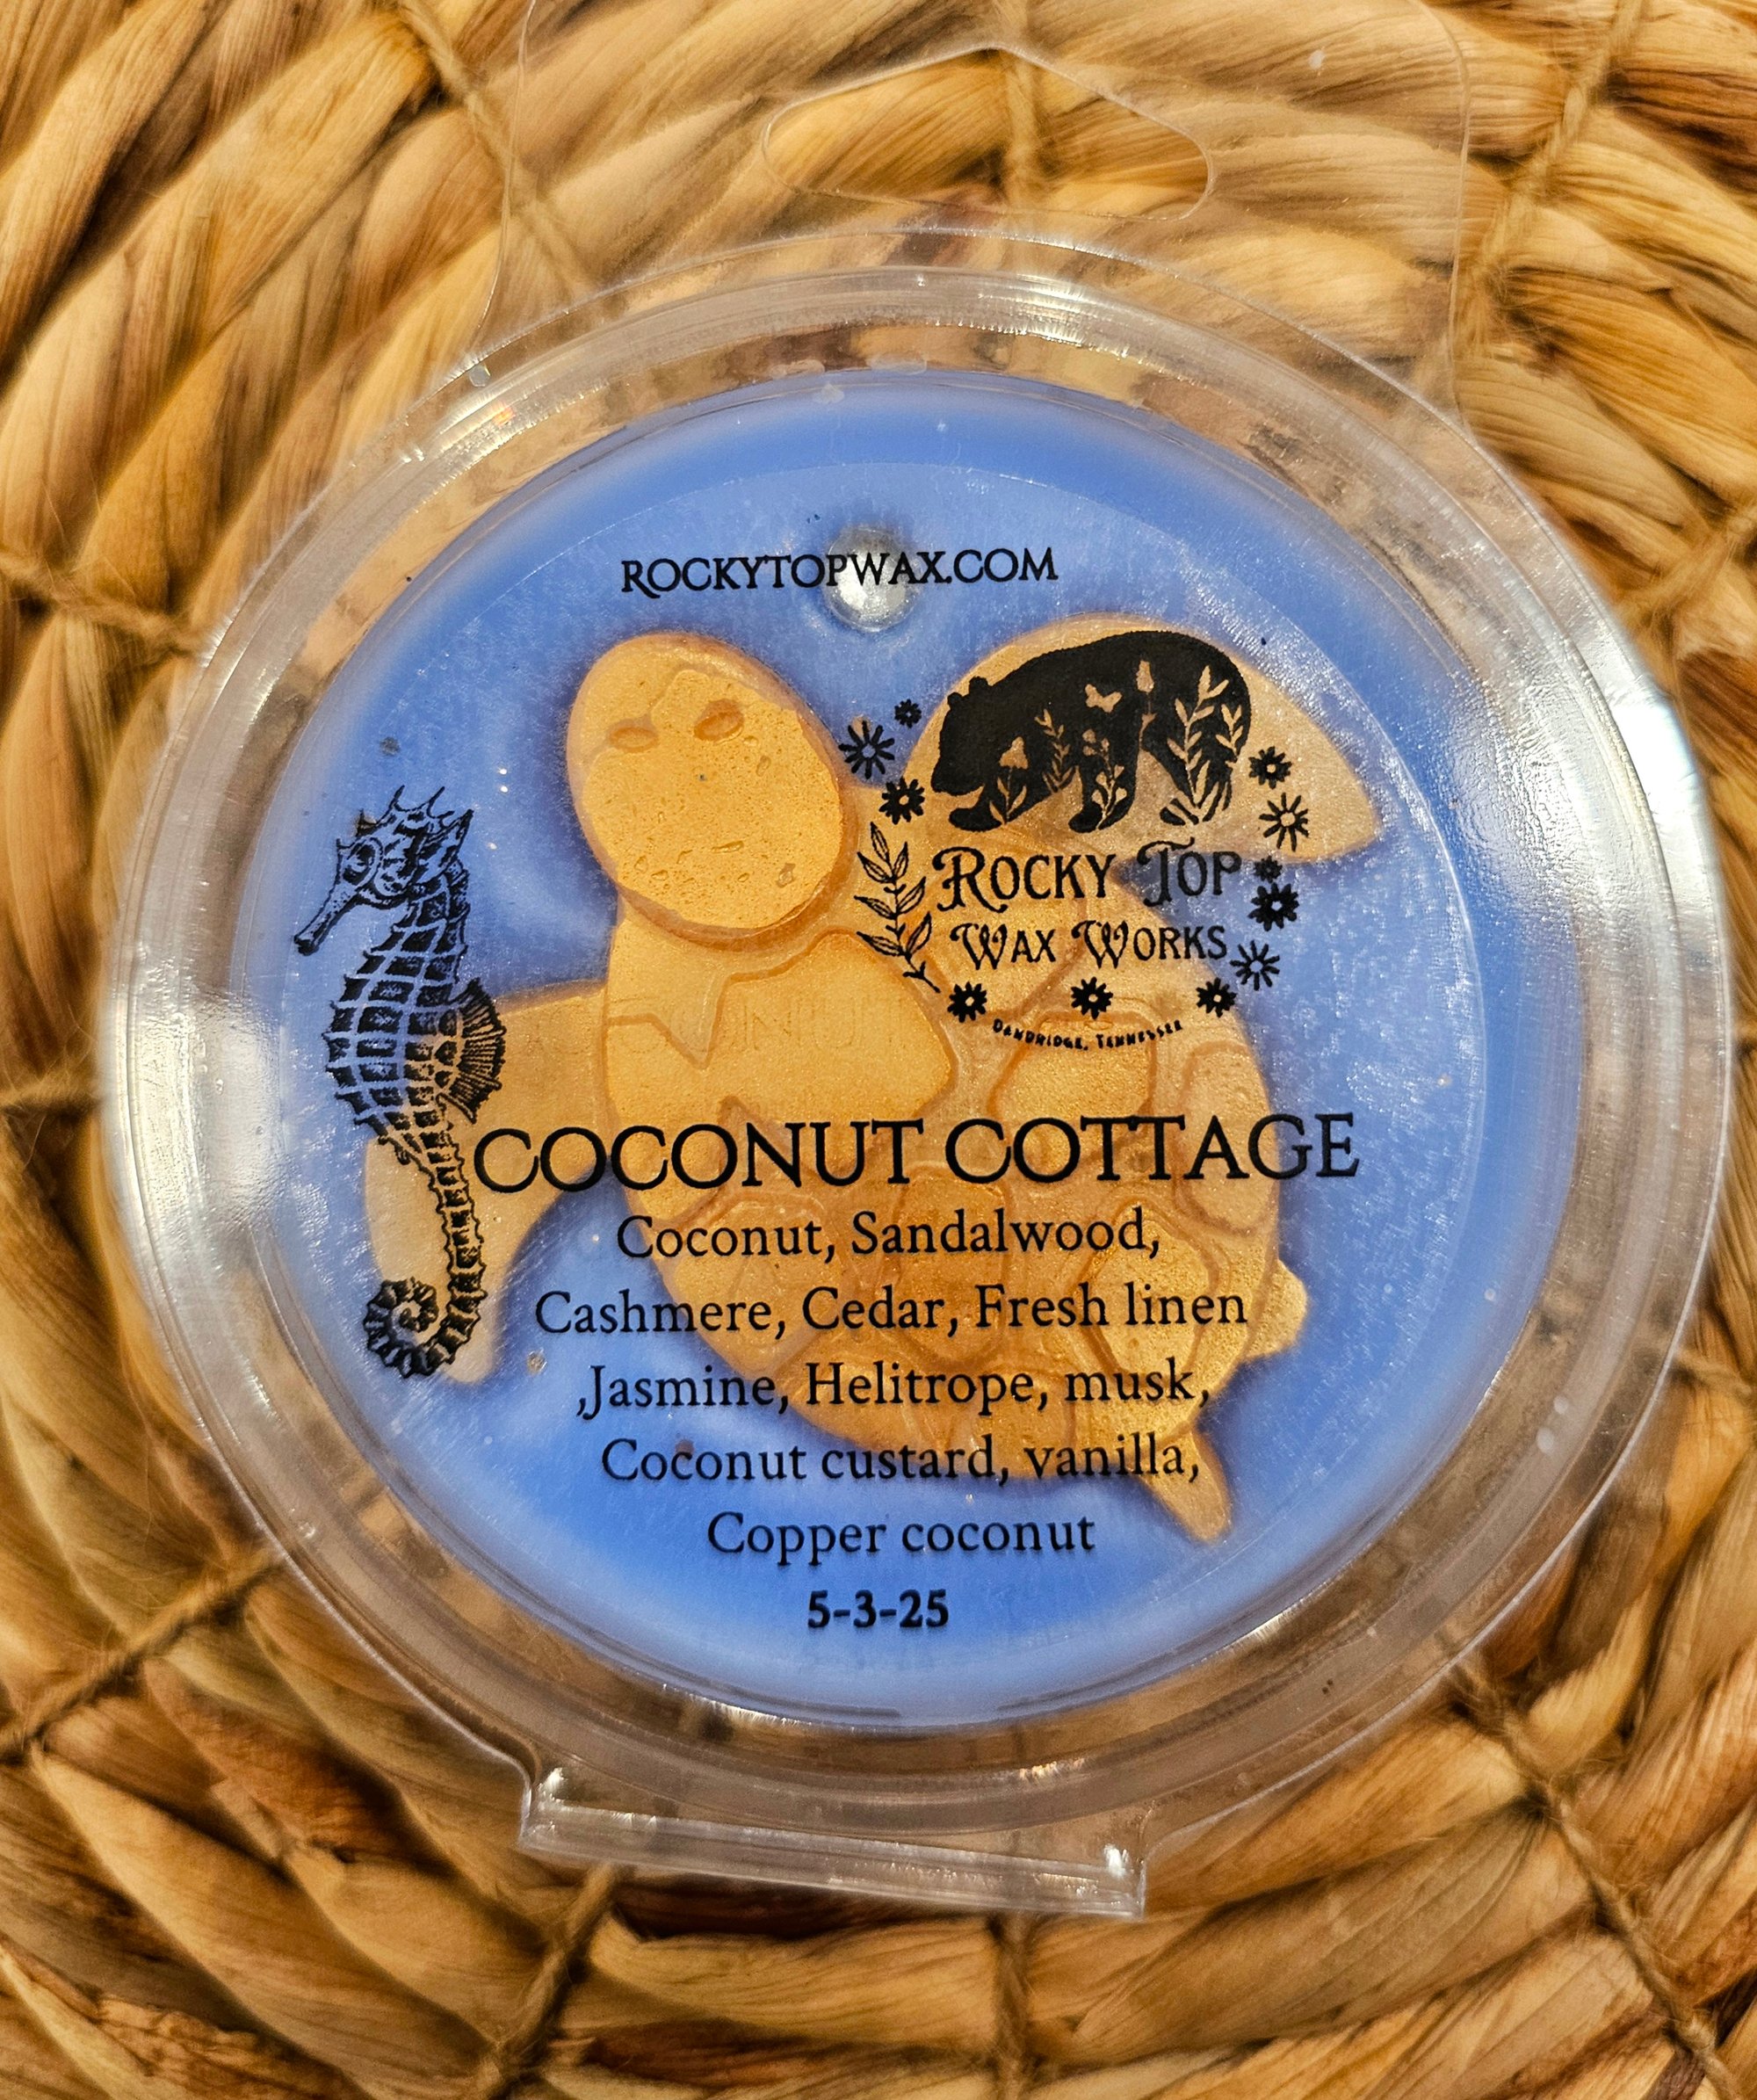 ROCKYTOPWAX.COM
ROCKY TOP
WAX WORKS
DANDRIDGE, TENNESSEE
COCONUT COTTAGE
Coconut, Sandalwood,
Cashmere, Cedar, Fresh linen
,Jasmine, Helitrope, musk,
Coconut custard, vanilla,
Copper coconut
5-3-25